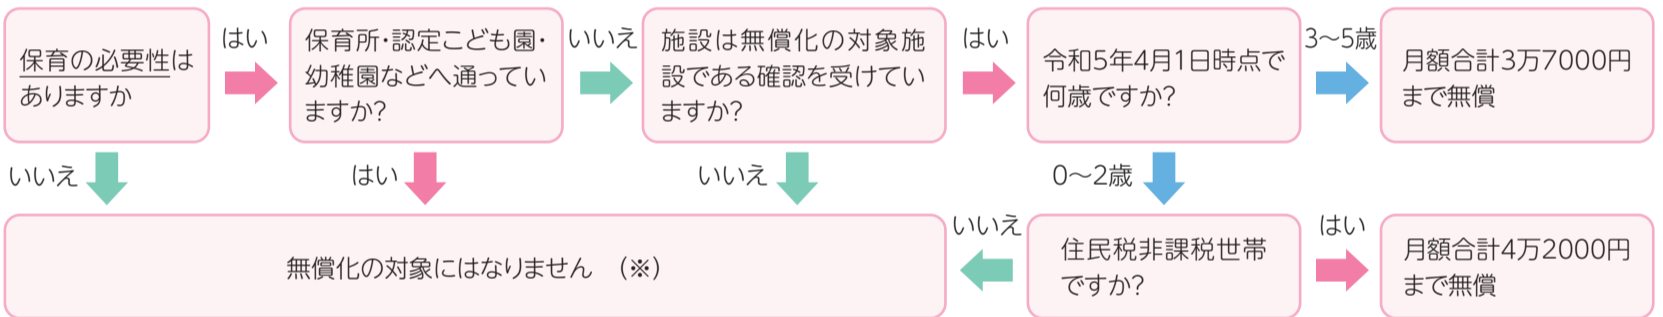 保育の必要性は
ありますか
はい
保育所・認定こども園・
幼稚園などへ通ってい
ますか？
いいえ
施設は無償化の対象施
設である確認を受けてい
ますか？
はい
令和5年4月1日時点で
何歳ですか？
3～5歳
月額合計3万7000円
まで無償
いいえ
はい
いいえ
0～2歳
無償化の対象にはなりません （※）
いいえ
住民税非課税世帯
ですか？
はい
月額合計4万2000円
まで無償